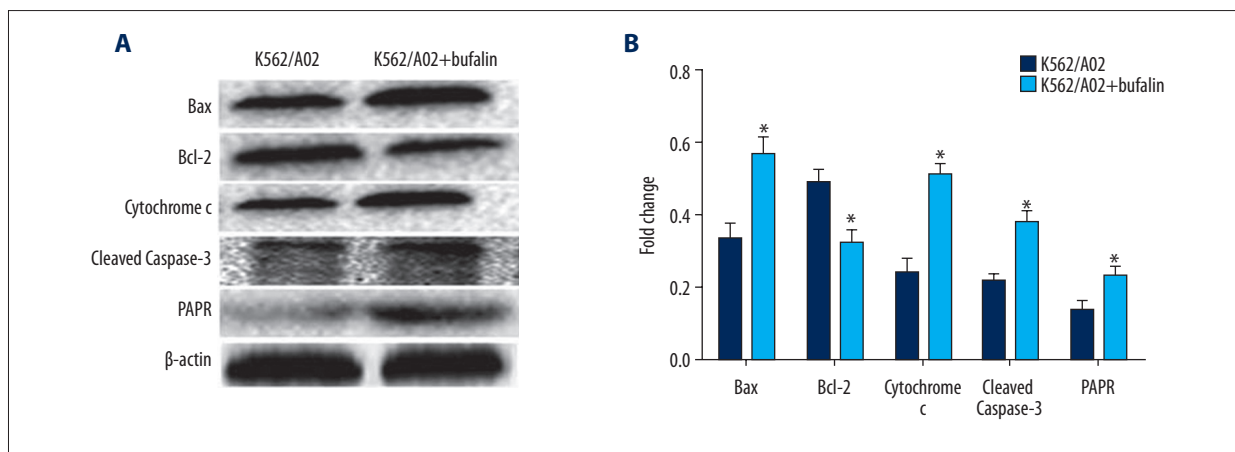 A
K562/A02 K562/A02+bufalin
Bax
Bcl-2
Cytochrome c
Cleaved Caspase-3
PAPR
β-actin
B
K562/A02
K562/A02+bufalin
Fold change
0.8
0.6
0.4
0.2
0.0
* * * * *
Bax Bcl-2 Cytochrome c Cleaved Caspase-3 PAPR